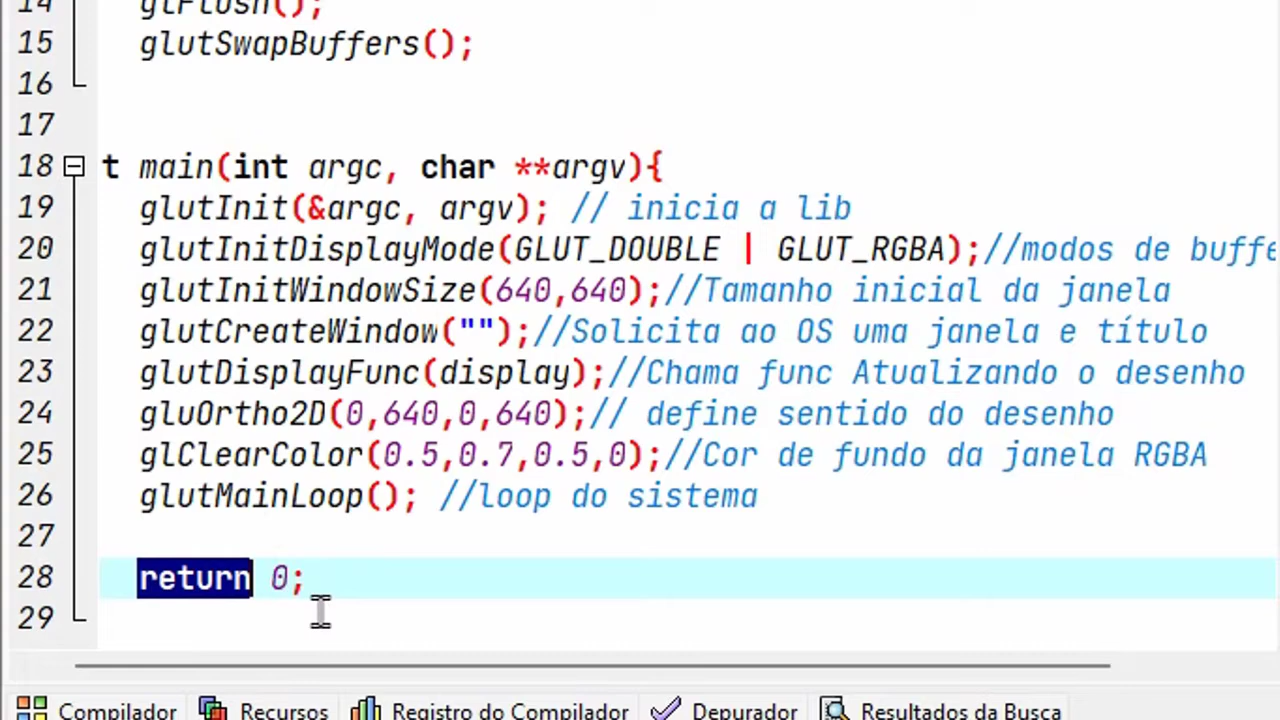 14 glFlush();
15 glutSwapBuffers();
16
17
18 t main(int argc, char **argv){
19 glutInit(&argc, argv); // inicia a lib
20 glutInitDisplayMode(GLUT_DOUBLE | GLUT_RGBA);//modos de buffe
21 glutInitWindowSize(640,640);//Tamanho inicial da janela
22 glutCreateWindow("");//Solicita ao OS uma janela e título
23 glutDisplayFunc(display);//Chama func Atualizando o desenho
24 gluOrtho2D(0,640,0,640);// define sentido do desenho
25 glClearColor(0.5,0.7,0.5,0);//Cor de fundo da janela RGBA
26 glutMainLoop(); //loop do sistema
27
28 return 0;
29
Compilador Recursos Registro do Compilador Depurador Resultados da Busca